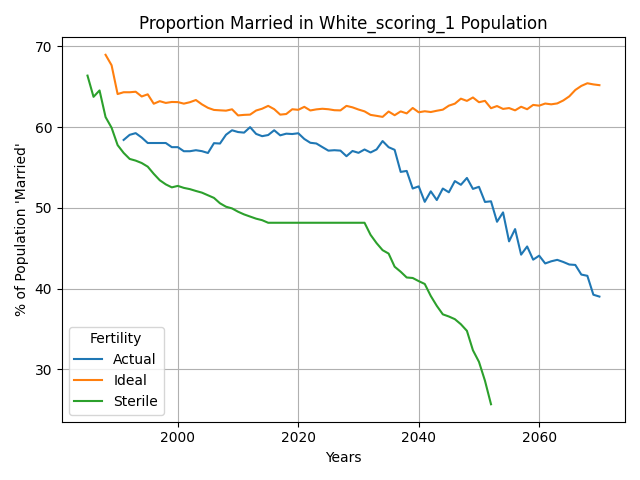 Proportion Married in White_scoring_1 Population
% of Population 'Married'
70
60
50
40
30
Fertility
Actual
Ideal
Sterile
2000
2020
2040
2060
Years